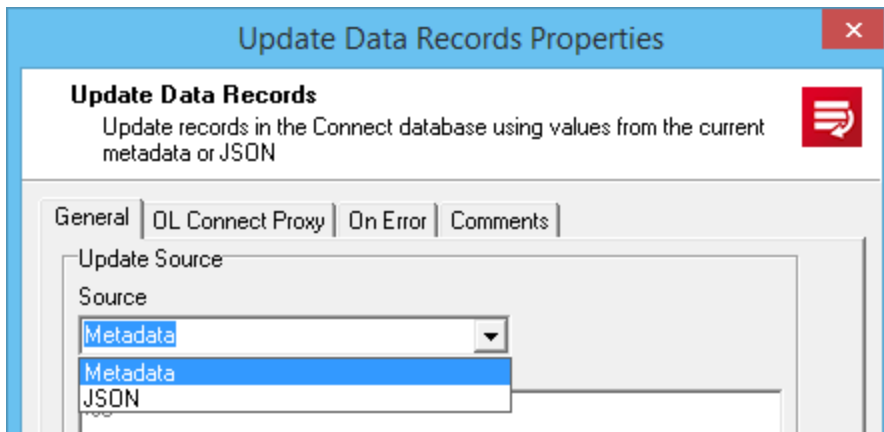 Update Data Records Properties
Update Data Records
Update records in the Connect database using values from the current
metadata or JSON
General OL Connect Proxy On Error Comments
Update Source
Source
Metadata
Metadata
JSON